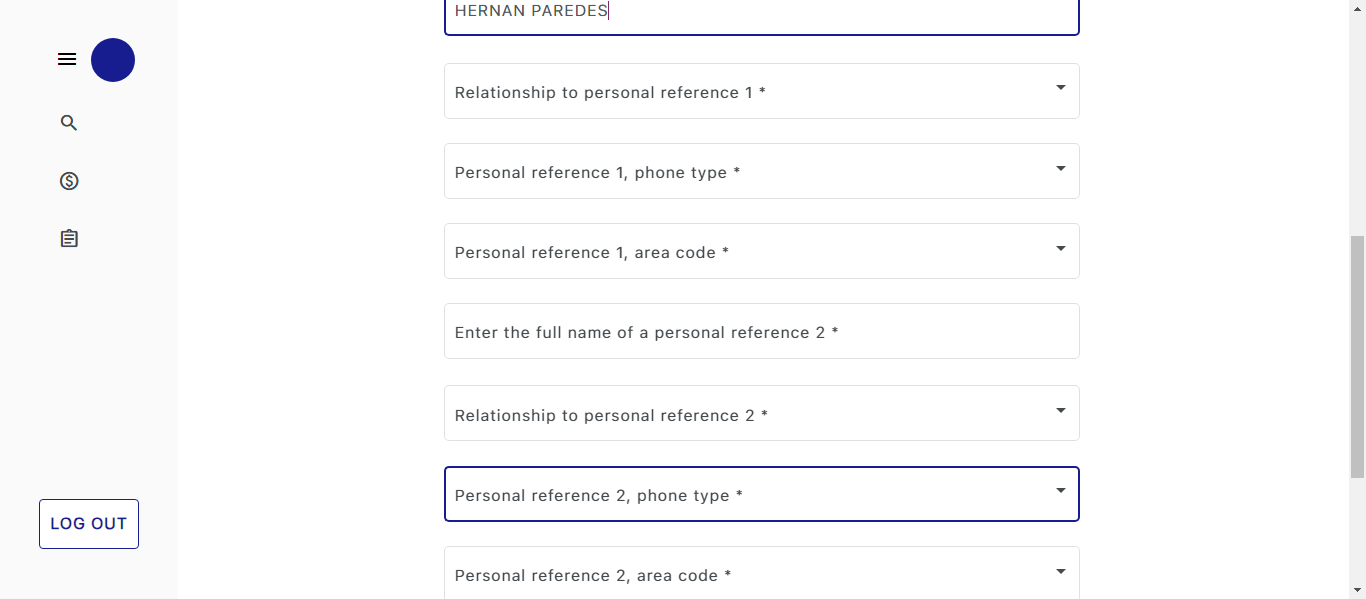 HERNAN PAREDES
Relationship to personal reference 1 *
Personal reference 1, phone type *
Personal reference 1, area code *
Enter the full name of a personal reference 2 *
Relationship to personal reference 2 *
Personal reference 2, phone type *
Personal reference 2, area code *
LOG OUT